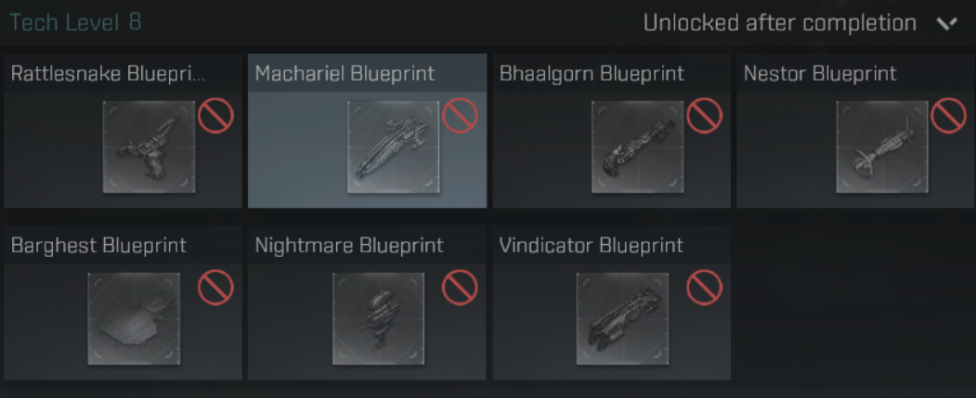 Tech Level 8
Unlocked after completion
Rattlesnake Bluepri...
Machariel Blueprint
Bhaalgorn Blueprint
Nestor Blueprint
Barghest Blueprint
Nightmare Blueprint
Vindicator Blueprint